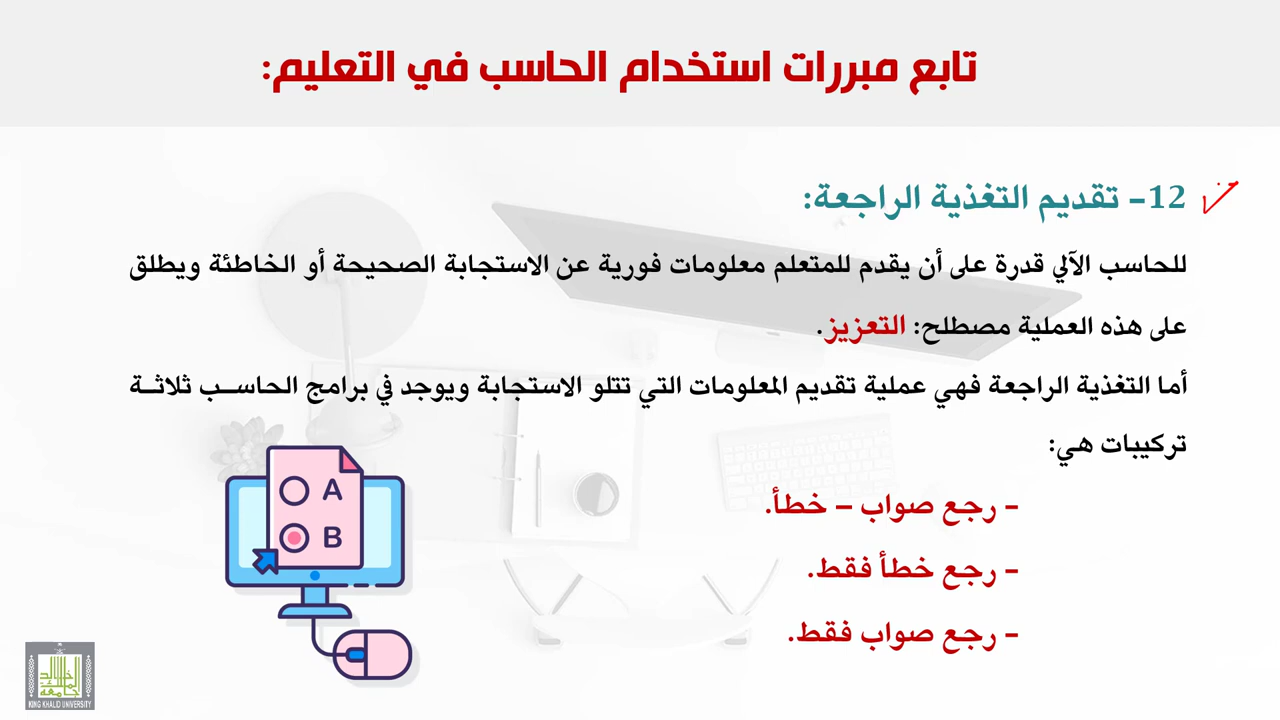 تابع مبررات استخدام الحاسب في التعليم:
12- تقديم التغذية الراجعة:
للحاسب الآلي قدرة على أن يقدم للمتعلم معلومات فورية عن الاستجابة الصحيحة أو الخاطئة ويطلق
على هذه العملية مصطلح: التعزيز.
أما التغذية الراجعة فهي عملية تقديم المعلومات التي تتلو الاستجابة ويوجد في برامج الحاسب ثلاثة
تركيبات هي:
- رجع صواب – خطأ.
- رجع خطأ فقط.
- رجع صواب فقط.
A
B
جامعة الملك خالد
KING KHALID UNIVERSITY